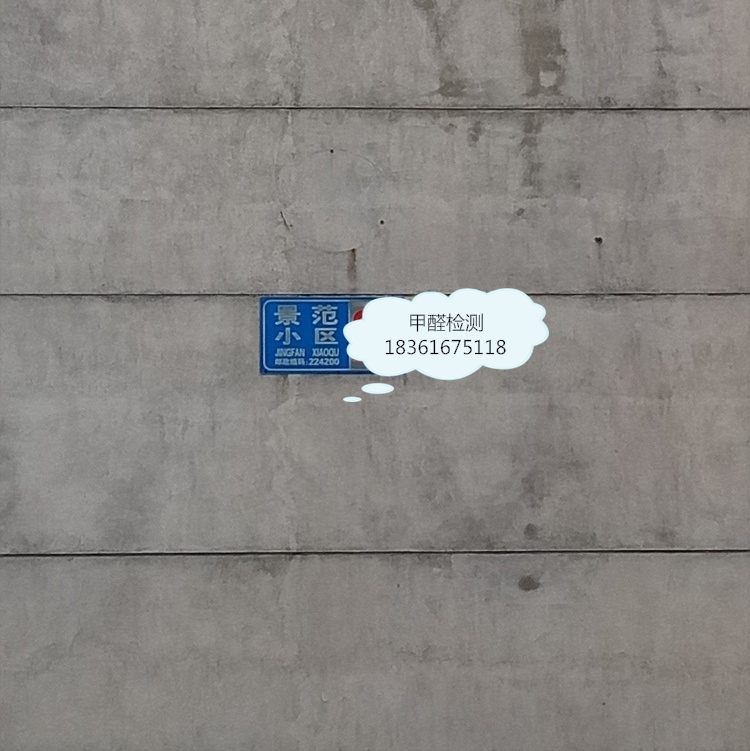 景范
小区
JINGFAN XIAOQU
邮政编码:224200
甲醛检测
18361675118